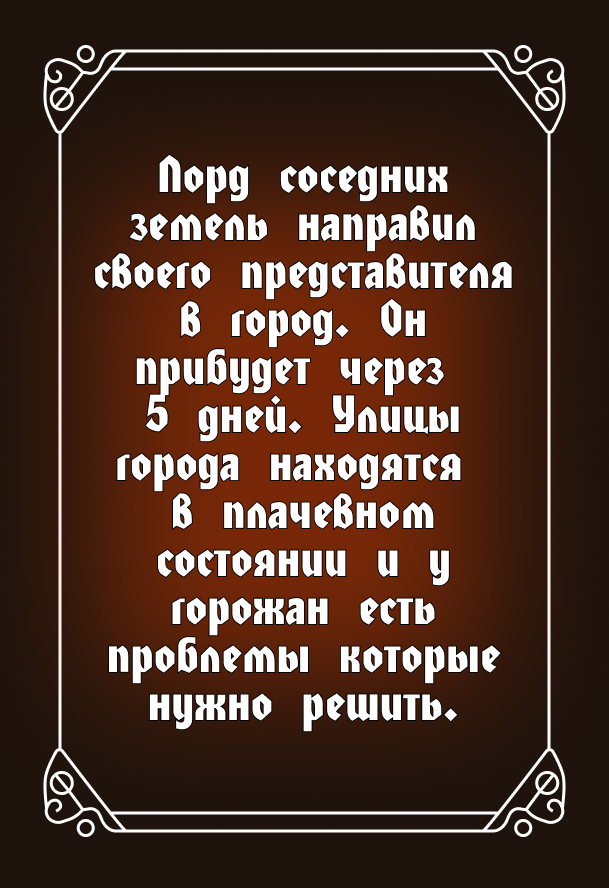 Лорд соседних
земель направил
своего представителя
в город. Он
прибудет через
5 дней. Улицы
города находятся
в плачевном
состоянии и у
горожан есть
проблемы которые
нужно решить.